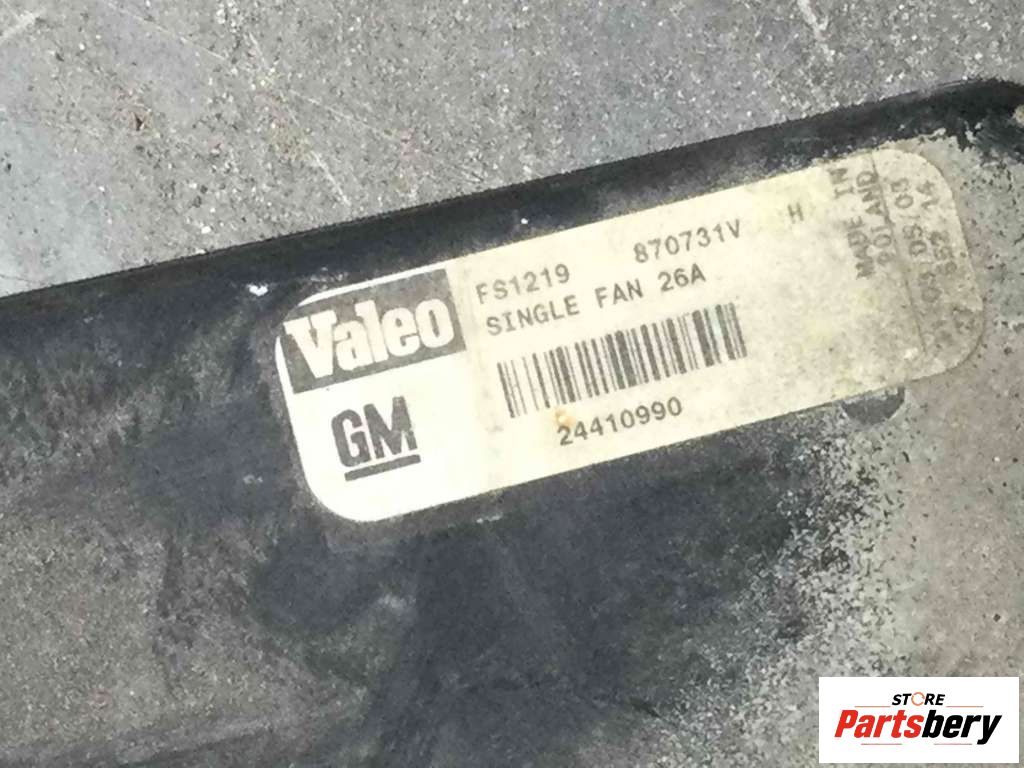 Valeo
GM
FS1219 870731V H
SINGLE FAN 26A
24410990
MADE IN
POLAND
STORE
Partsbery